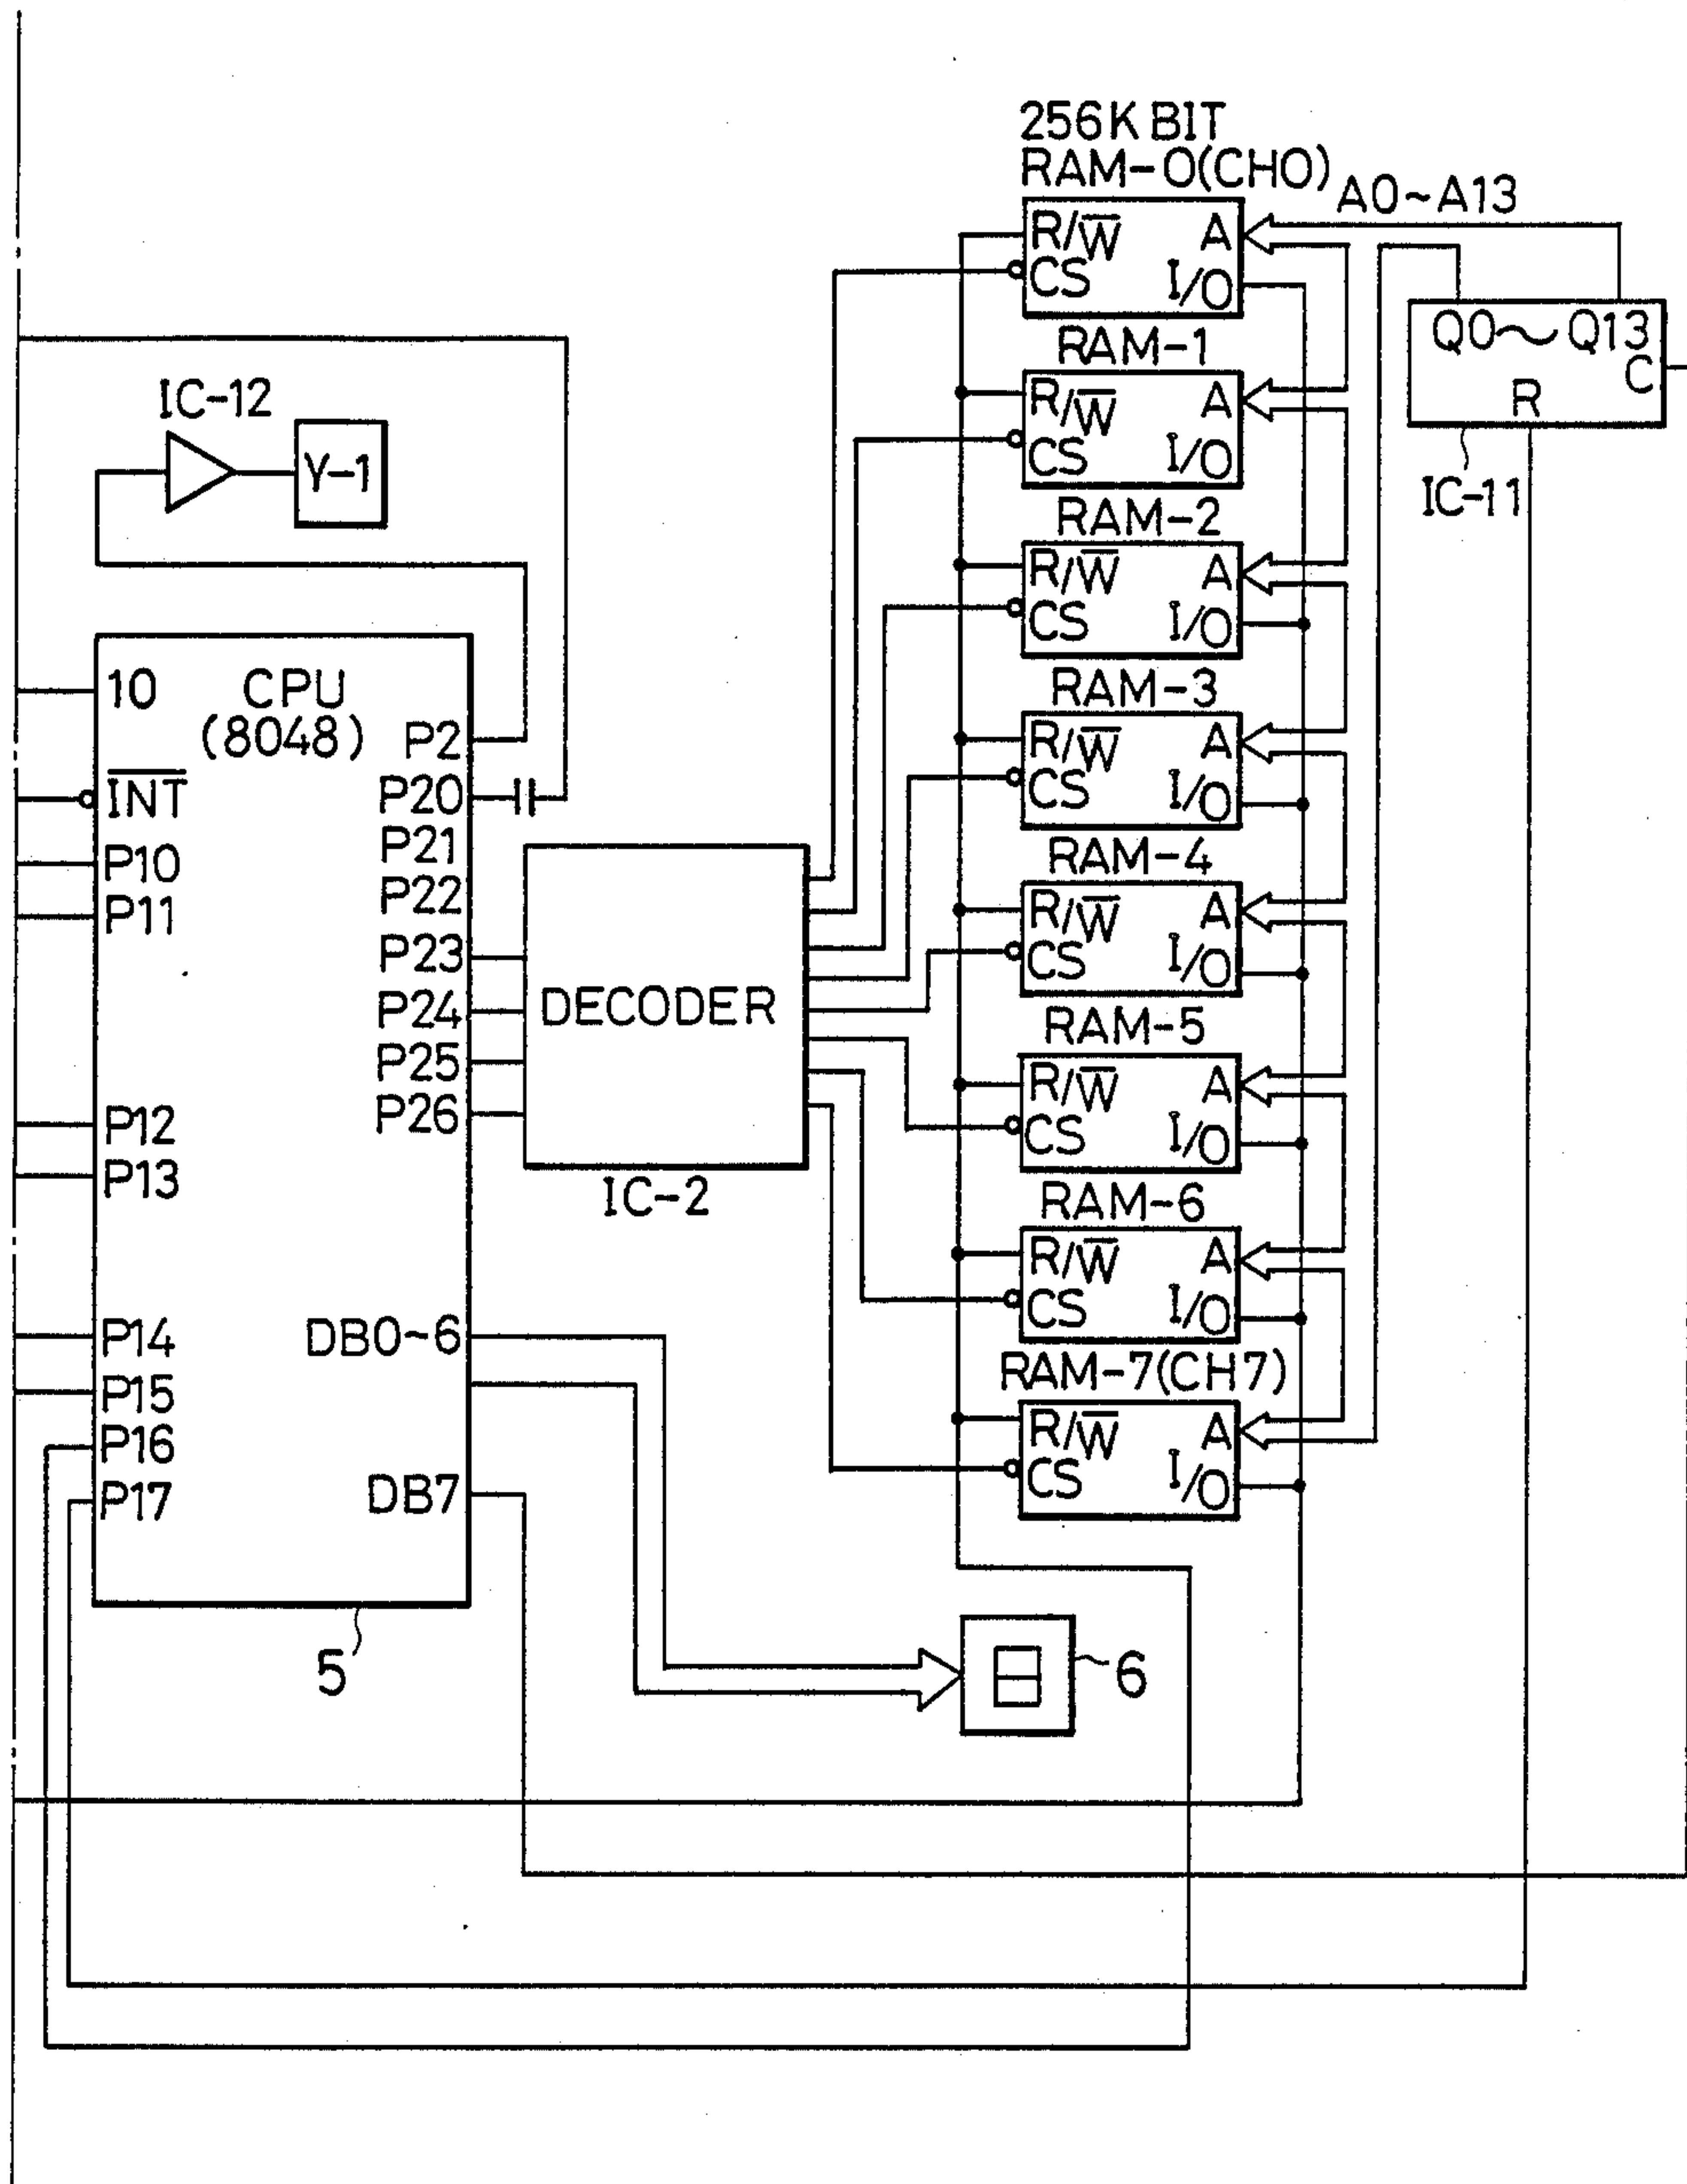 256K BIT
RAM-0(CH0)
A0~A13
R/W̅ A
CS I/O
Q0~Q13
C
R
IC-11
RAM-1
R/W̅ A
CS I/O
IC-12
Y-1
RAM-2
R/W̅ A
CS I/O
RAM-3
R/W̅ A
CS I/O
RAM-4
R/W̅ A
CS I/O
RAM-5
R/W̅ A
CS I/O
RAM-6
R/W̅ A
CS I/O
RAM-7(CH7)
R/W̅ A
CS I/O
10
CPU
(8048)
P2
I̅N̅T̅
P20
P10
P21
P11
P22
P23
P24
P25
P26
DECODER
IC-2
P12
P13
P14
DB0~6
P15
P16
P17
DB7
5
6